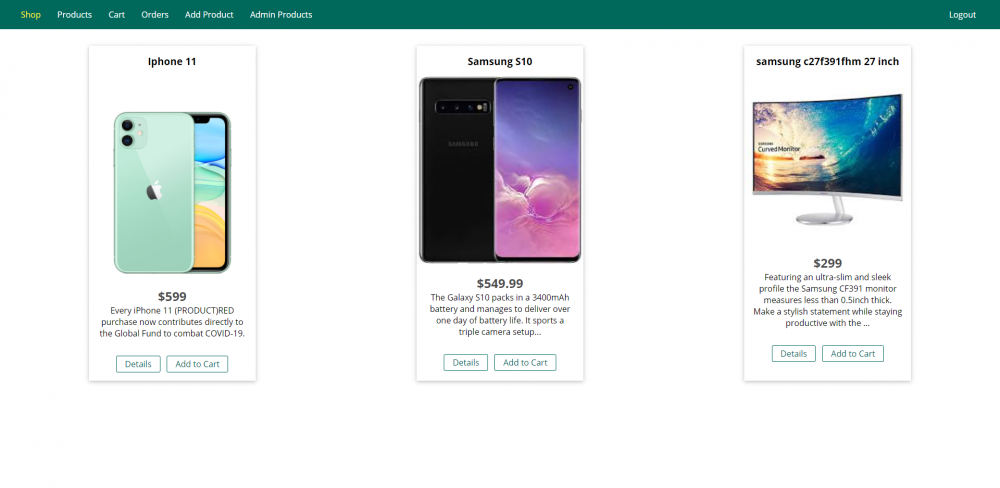 Shop Products Cart Orders Add Product Admin Products Logout
Iphone 11
$599
Every iPhone 11 (PRODUCT)RED
purchase now contributes directly to
the Global Fund to combat COVID-19.
Details Add to Cart
Samsung S10
SAMSUNG
$549.99
The Galaxy S10 packs in a 3400mAh
battery and manages to deliver over
one day of battery life. It sports a
triple camera setup...
Details Add to Cart
samsung c27f391fhm 27 inch
SAMSUNG
Curved Monitor
$299
Featuring an ultra-slim and sleek
profile the Samsung CF391 monitor
measures less than 0.5inch thick.
Make a stylish statement while staying
productive with the ...
Details Add to Cart